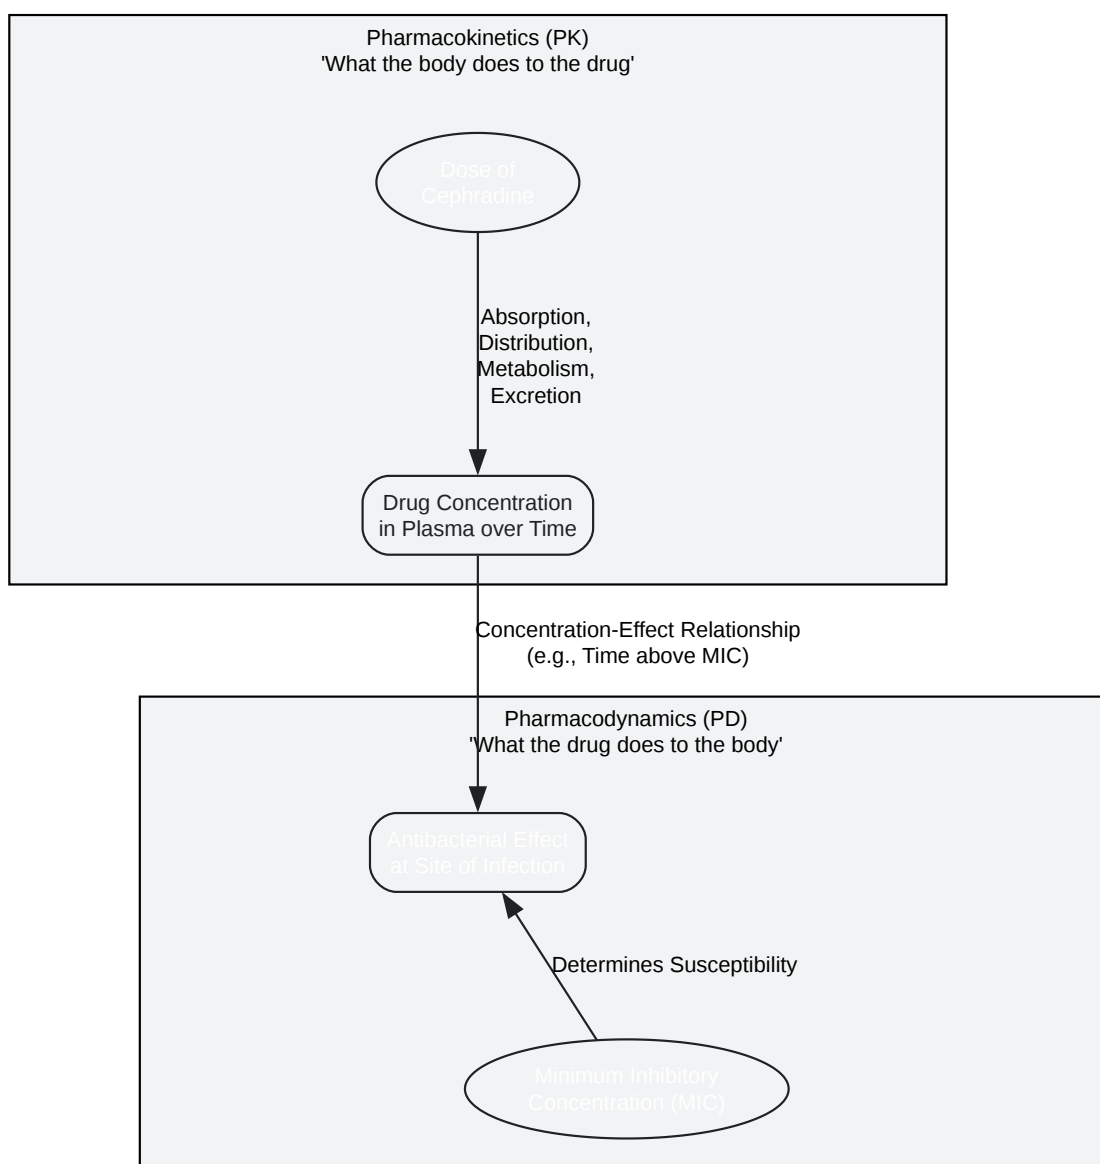 Pharmacokinetics (PK)
'What the body does to the drug'
Dose of
Cephradine
Absorption,
Distribution,
Metabolism,
Excretion
Drug Concentration
in Plasma over Time
Concentration-Effect Relationship
(e.g., Time above MIC)
Pharmacodynamics (PD)
'What the drug does to the body'
Antibacterial Effect
at Site of Infection
Determines Susceptibility
Minimum Inhibitory
Concentration (MIC)